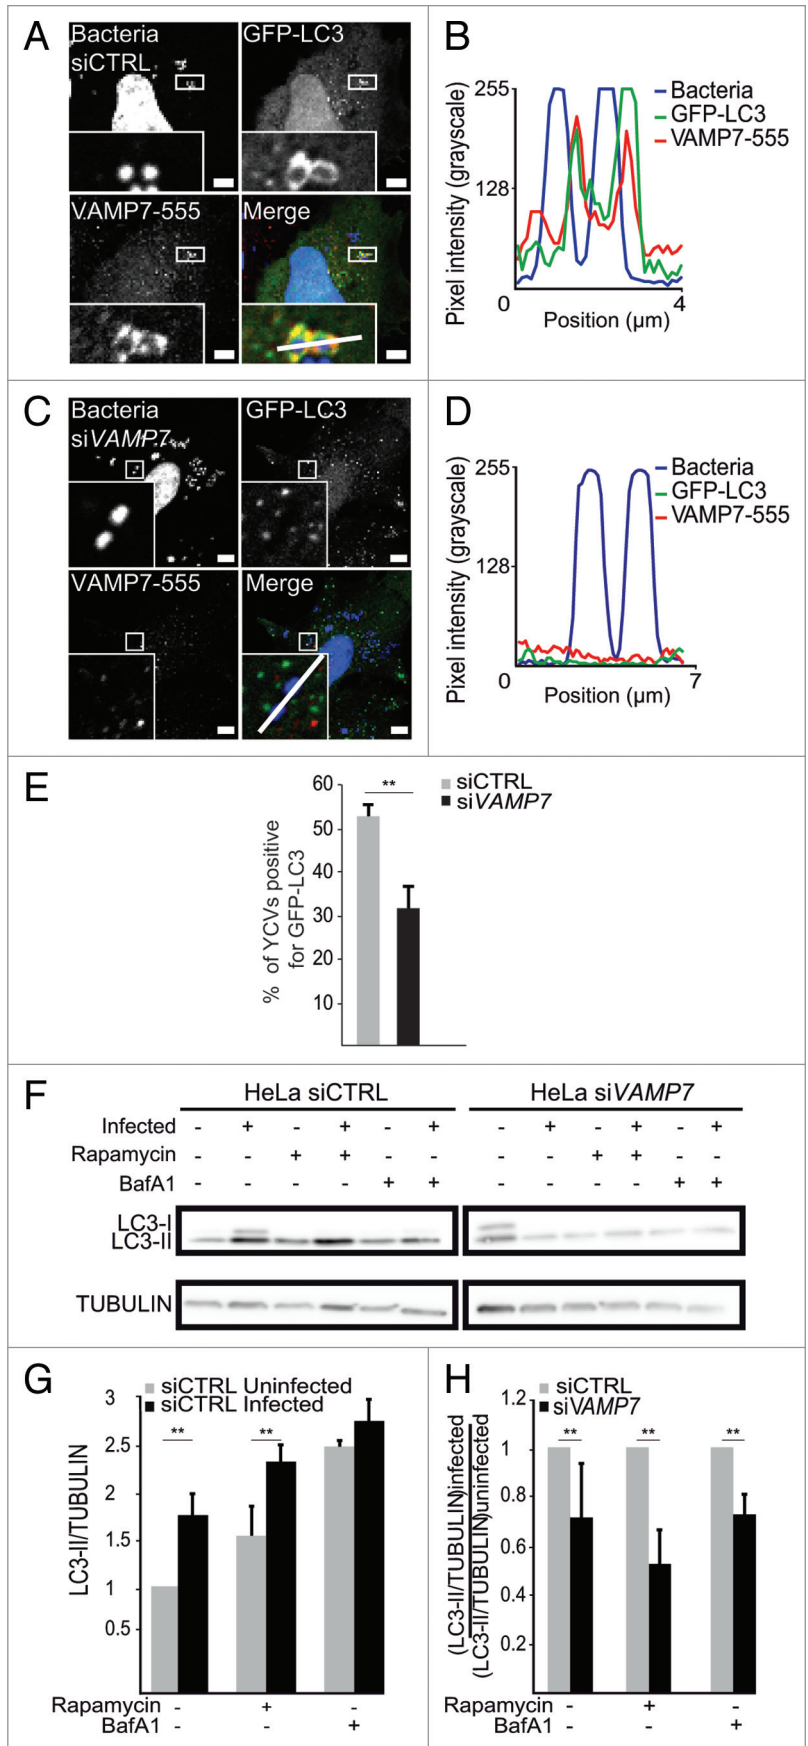 A
Bacteria
siCTRL
GFP-LC3
VAMP7-555
Merge
B
Pixel intensity (grayscale)
255
128
0
4
Position (µm)
Bacteria
GFP-LC3
VAMP7-555
C
Bacteria
siVAMP7
GFP-LC3
VAMP7-555
Merge
D
Pixel intensity (grayscale)
255
128
0
7
Position (µm)
Bacteria
GFP-LC3
VAMP7-555
E
% of YCVs positive
for GFP-LC3
60
50
40
30
20
10
**
siCTRL
siVAMP7
F
HeLa siCTRL
HeLa siVAMP7
Infected - + - + - + - + - + - +
Rapamycin - - + + - - - - + + - -
BafA1 - - - - + + - - - - + +
LC3-I
LC3-II
TUBULIN
G
siCTRL Uninfected
siCTRL Infected
LC3-II/TUBULIN
3
2.5
2
1.5
1
0.5
** **
Rapamycin - + -
BafA1 - - +
H
siCTRL
siVAMP7
(LC3-II/TUBULIN)infected
(LC3-II/TUBULIN)uninfected
1.2
1
0.8
0.6
0.4
0.2
** ** **
Rapamycin - + -
BafA1 - - +